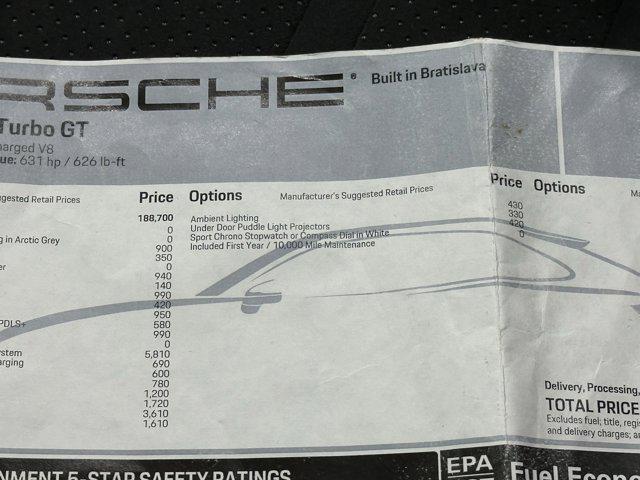 RSCHE® Built in Bratislava
Turbo GT
harged V8
ue: 631 hp / 626 lb-ft
ggested Retail Prices Price Options Manufacturer's Suggested Retail Prices Price Options Ma
188,700 Ambient Lighting 430
0 Under Door Puddle Light Projectors 330
ng in Arctic Grey 0 Sport Chrono Stopwatch or Compass Dial in White 420
900 Included First Year / 10,000 Mile Maintenance 0
350
er 0
940
140
990
420
950
PDLS+ 580
990
0
ystem 5,810
arging 690
600
780
1,200
1,720
3,610
1,610
Delivery, Processing,
TOTAL PRICE
Excludes fuel; title, regi
and delivery charges; a
NMENT 5-STAR SAFETY RATINGS
EPA Fuel Econo